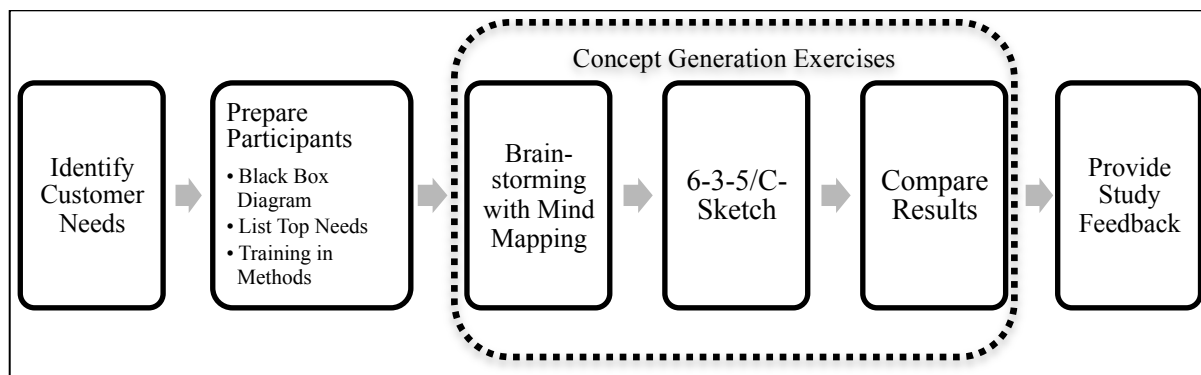 Concept Generation Exercises
Identify
Customer
Needs
Prepare
Participants
• Black Box
Diagram
• List Top Needs
• Training in
Methods
Brain-
storming
with Mind
Mapping
6-3-5/C-
Sketch
Compare
Results
Provide
Study
Feedback